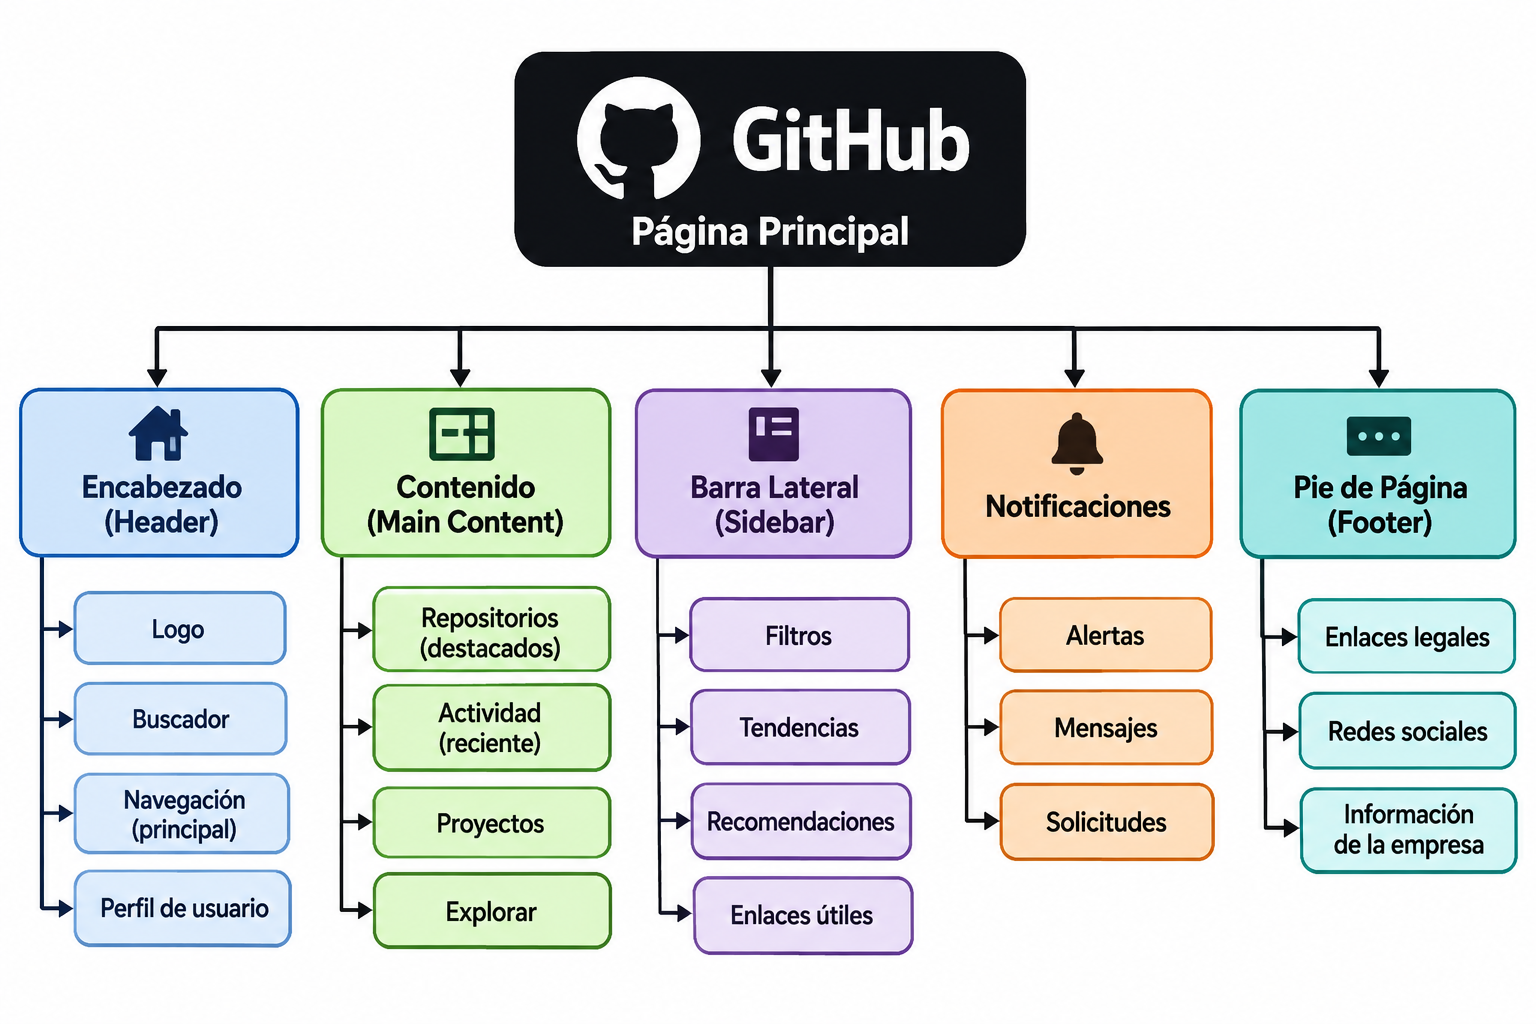 GitHub
Página Principal
Encabezado
(Header)
Logo
Buscador
Navegación
(principal)
Perfil de usuario
Contenido
(Main Content)
Repositorios
(destacados)
Actividad
(reciente)
Proyectos
Explorar
Barra Lateral
(Sidebar)
Filtros
Tendencias
Recomendaciones
Enlaces útiles
Notificaciones
Alertas
Mensajes
Solicitudes
Pie de Página
(Footer)
Enlaces legales
Redes sociales
Información
de la empresa